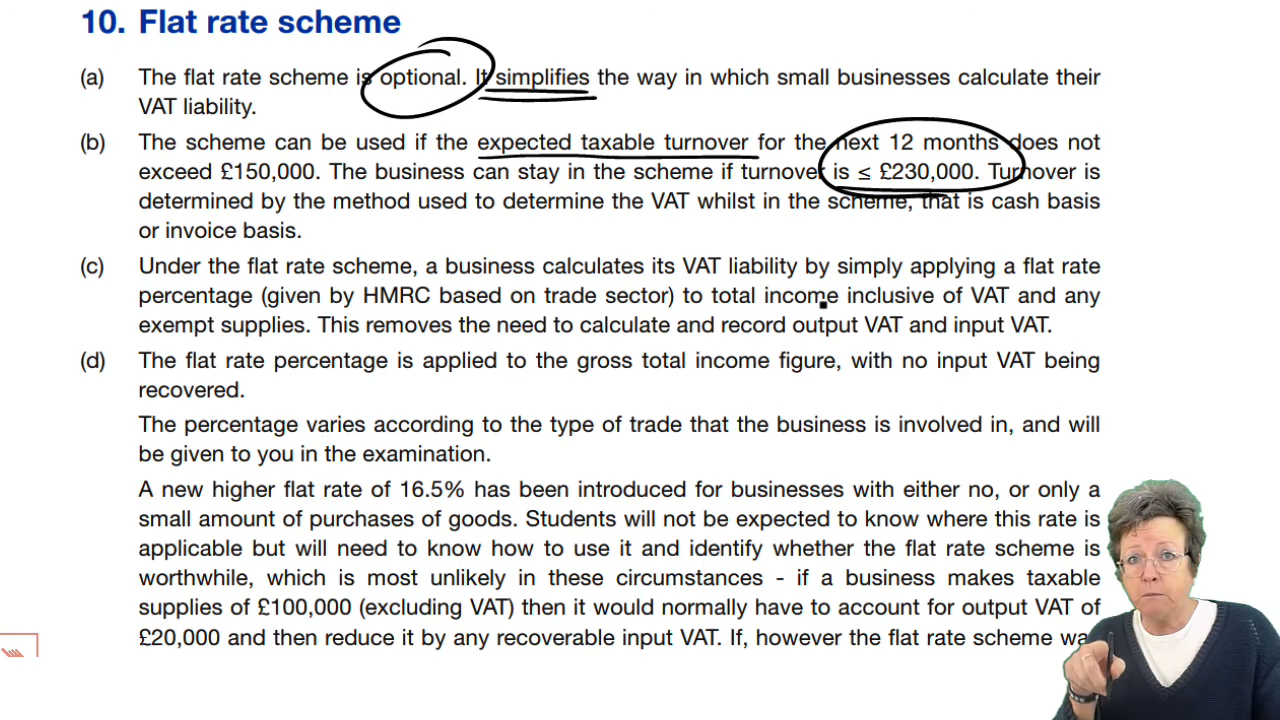 10. Flat rate scheme
(a) The flat rate scheme is optional. It simplifies the way in which small businesses calculate their
VAT liability.
(b) The scheme can be used if the expected taxable turnover for the next 12 months does not
exceed £150,000. The business can stay in the scheme if turnover is ≤ £230,000. Turnover is
determined by the method used to determine the VAT whilst in the scheme, that is cash basis
or invoice basis.
(c) Under the flat rate scheme, a business calculates its VAT liability by simply applying a flat rate
percentage (given by HMRC based on trade sector) to total income inclusive of VAT and any
exempt supplies. This removes the need to calculate and record output VAT and input VAT.
(d) The flat rate percentage is applied to the gross total income figure, with no input VAT being
recovered.
The percentage varies according to the type of trade that the business is involved in, and will
be given to you in the examination.
A new higher flat rate of 16.5% has been introduced for businesses with either no, or only a
small amount of purchases of goods. Students will not be expected to know where this rate is
applicable but will need to know how to use it and identify whether the flat rate scheme is
worthwhile, which is most unlikely in these circumstances - if a business makes taxable
supplies of £100,000 (excluding VAT) then it would normally have to account for output VAT of
£20,000 and then reduce it by any recoverable input VAT. If, however the flat rate scheme